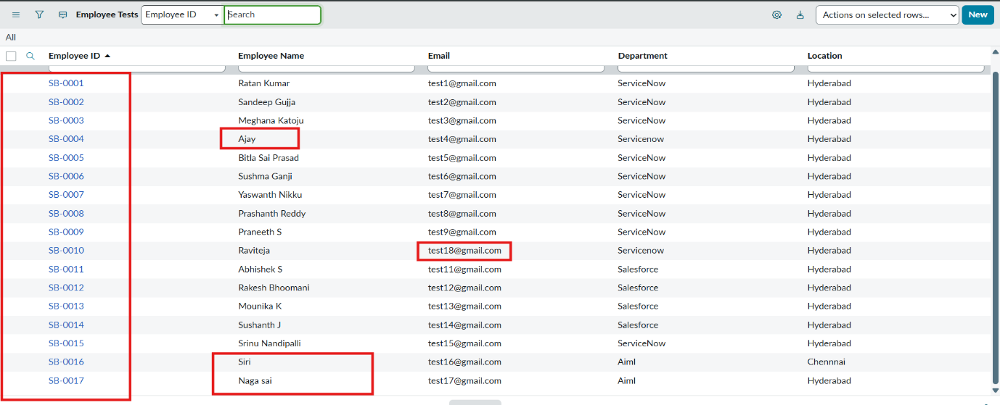 Employee Tests Employee ID Search Actions on selected rows... New
All
Employee ID Employee Name Email Department Location
SB-0001 Ratan Kumar test1@gmail.com ServiceNow Hyderabad
SB-0002 Sandeep Gujja test2@gmail.com ServiceNow Hyderabad
SB-0003 Meghana Katoju test3@gmail.com ServiceNow Hyderabad
SB-0004 Ajay test4@gmail.com Servicenow Hyderabad
SB-0005 Bitla Sai Prasad test5@gmail.com ServiceNow Hyderabad
SB-0006 Sushma Ganji test6@gmail.com ServiceNow Hyderabad
SB-0007 Yaswanth Nikku test7@gmail.com ServiceNow Hyderabad
SB-0008 Prashanth Reddy test8@gmail.com ServiceNow Hyderabad
SB-0009 Praneeth S test9@gmail.com ServiceNow Hyderabad
SB-0010 Raviteja test18@gmail.com Servicenow Hyderabad
SB-0011 Abhishek S test11@gmail.com Salesforce Hyderabad
SB-0012 Rakesh Bhoomani test12@gmail.com Salesforce Hyderabad
SB-0013 Mounika K test13@gmail.com Salesforce Hyderabad
SB-0014 Sushanth J test14@gmail.com Salesforce Hyderabad
SB-0015 Srinu Nandipalli test15@gmail.com ServiceNow Hyderabad
SB-0016 Siri test16@gmail.com Aiml Chennnai
SB-0017 Naga sai test17@gmail.com Aiml Hyderabad